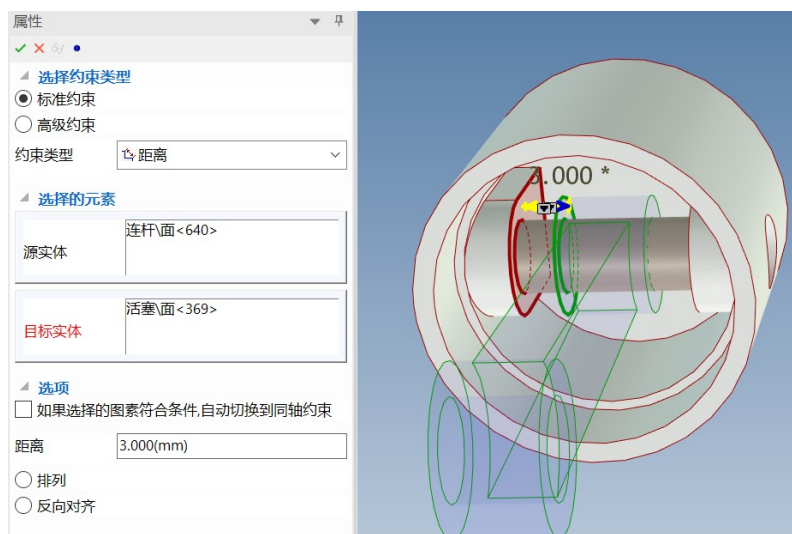 属性
选择约束类型
标准约束
高级约束
约束类型 距离
选择的元素
源实体 连杆\面<640>
目标实体 活塞\面<369>
选项
如果选择的图素符合条件,自动切换到同轴约束
距离 3.000(mm)
排列
反向对齐
3.000 *